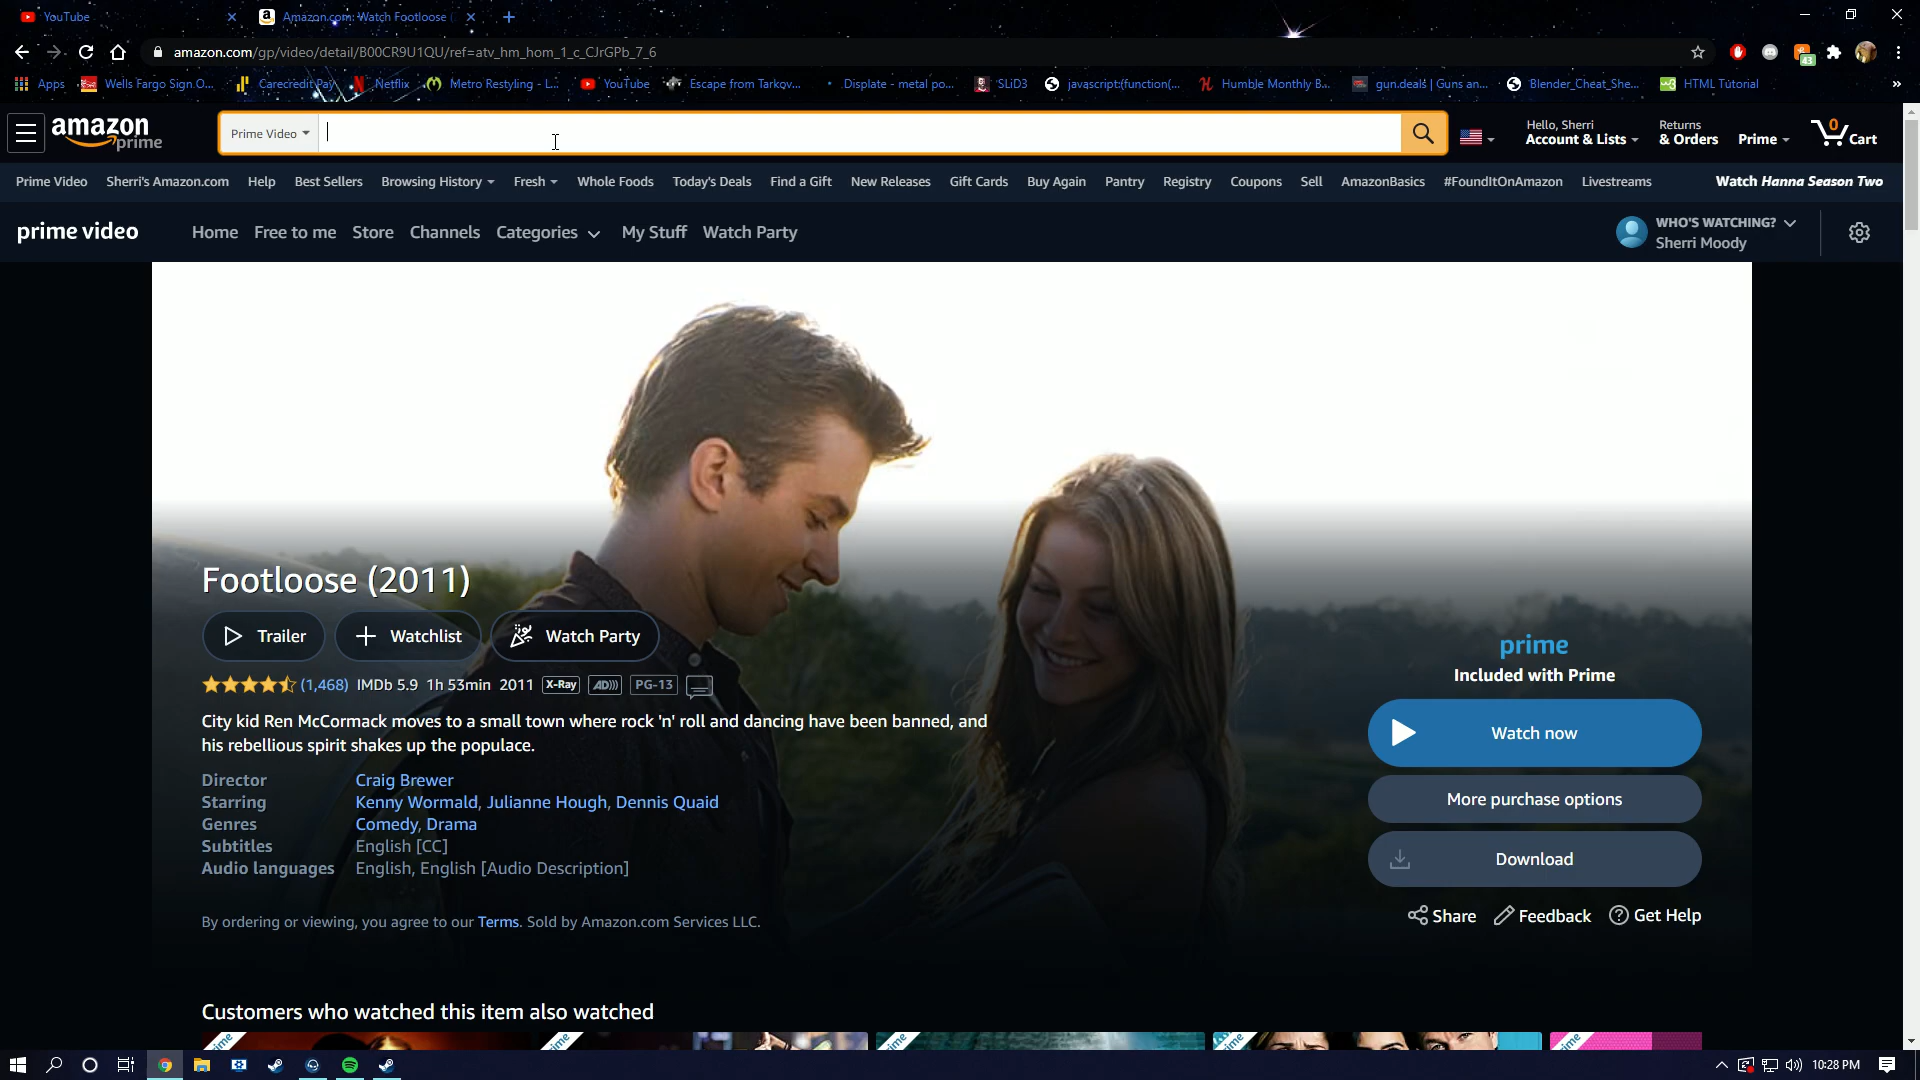 YouTube
Amazon.com: Watch Footloose (
amazon.com/gp/video/detail/B00CR9U1QU/ref=atv_hm_hom_1_c_CJrGPb_7_6
43
Apps Wells Fargo Sign O... Carecredit Pay Netflix Metro Restyling - L... YouTube Escape from Tarkov... Displate - metal po... 'SLiD3 javascript:(function(... Humble Monthly B... gun.deals | Guns an... Blender_Cheat_She... HTML Tutorial »
amazon prime
Prime Video
Hello, Sherri
Account & Lists
Returns
& Orders
Prime
0
Cart
Prime Video Sherri's Amazon.com Help Best Sellers Browsing History Fresh Whole Foods Today's Deals Find a Gift New Releases Gift Cards Buy Again Pantry Registry Coupons Sell AmazonBasics #FoundItOnAmazon Livestreams Watch Hanna Season Two
prime video Home Free to me Store Channels Categories My Stuff Watch Party
WHO'S WATCHING?
Sherri Moody
Footloose (2011)
Trailer Watchlist Watch Party
(1,468) IMDb 5.9 1h 53min 2011 X-Ray AD))) PG-13
City kid Ren McCormack moves to a small town where rock 'n' roll and dancing have been banned, and
his rebellious spirit shakes up the populace.
Director Craig Brewer
Starring Kenny Wormald, Julianne Hough, Dennis Quaid
Genres Comedy, Drama
Subtitles English [CC]
Audio languages English, English [Audio Description]
By ordering or viewing, you agree to our Terms. Sold by Amazon.com Services LLC.
prime
Included with Prime
Watch now
More purchase options
Download
Share Feedback Get Help
Customers who watched this item also watched
10:28 PM